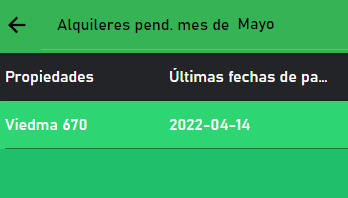 Alquileres pend. mes de Mayo
Propiedades Últimas fechas de pa...
Viedma 670 2022-04-14